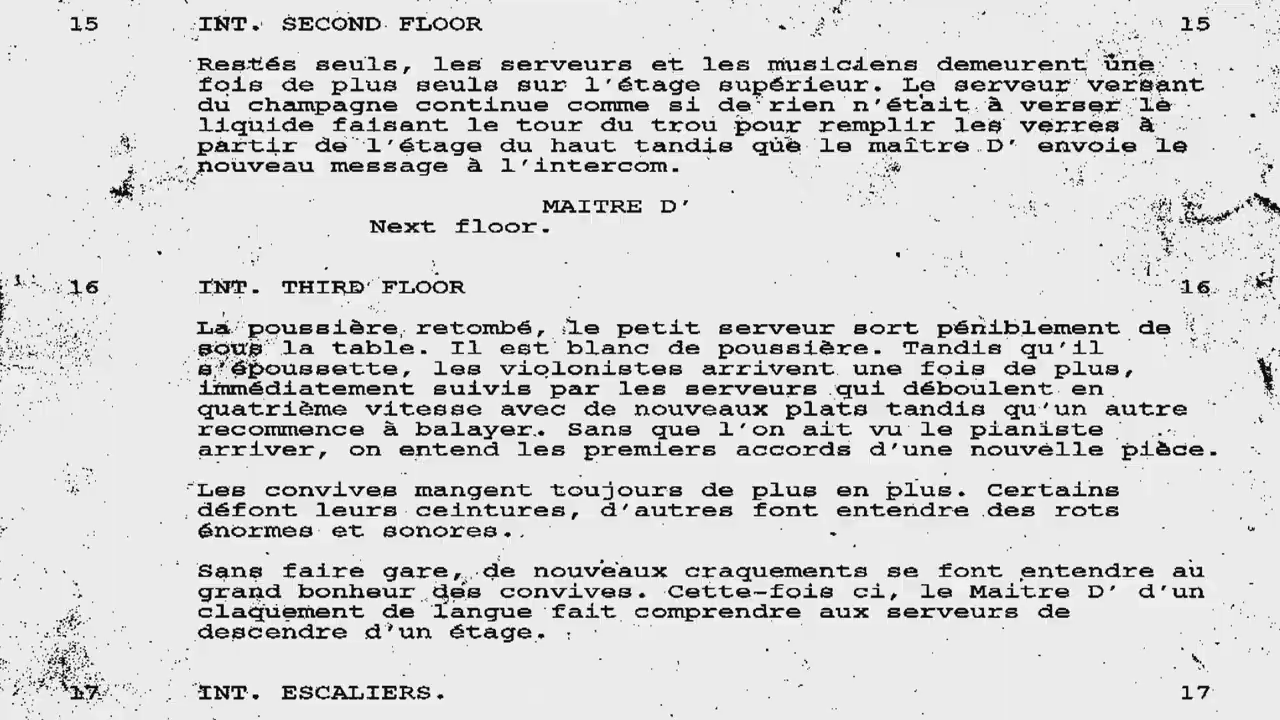 15 INT. SECOND FLOOR 15
Restés seuls, les serveurs et les musiciens demeurent une
fois de plus seuls sur l'étage supérieur. Le serveur versant
du champagne continue comme si de rien n'était à verser le
liquide faisant le tour du trou pour remplir les verres à
partir de l'étage du haut tandis que le maître D' envoie le
nouveau message à l'intercom.
MAITRE D'
Next floor.
16 INT. THIRD FLOOR 16
La poussière retombé, le petit serveur sort péniblement de
sous la table. Il est blanc de poussière. Tandis qu'il
s'époussette, les violonistes arrivent une fois de plus,
immédiatement suivis par les serveurs qui déboulent en
quatrième vitesse avec de nouveaux plats tandis qu'un autre
recommence à balayer. Sans que l'on ait vu le pianiste
arriver, on entend les premiers accords d'une nouvelle pièce.
Les convives mangent toujours de plus en plus. Certains
défont leurs ceintures, d'autres font entendre des rots
énormes et sonores.
Sans faire gare, de nouveaux craquements se font entendre au
grand bonheur des convives. Cette-fois ci, le Maitre D' d'un
claquement de langue fait comprendre aux serveurs de
descendre d'un étage.
17 INT. ESCALIERS. 17